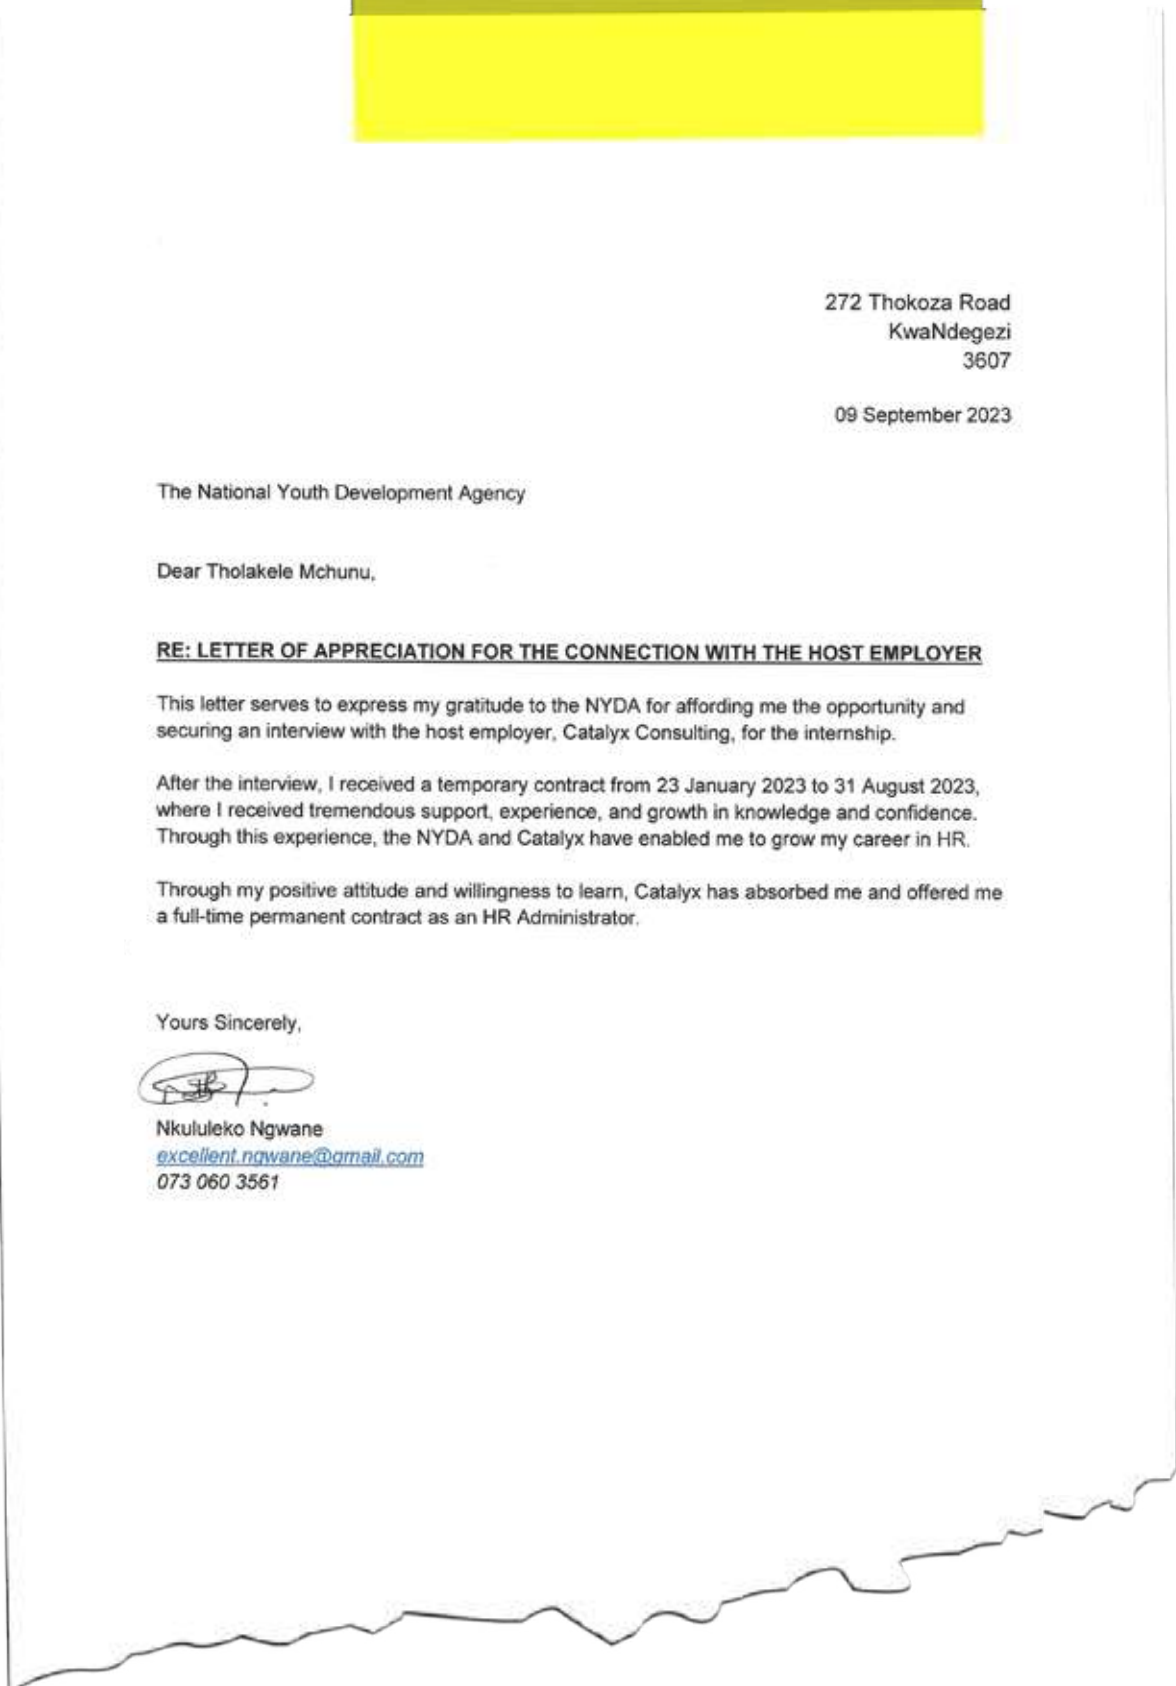 272 Thokoza Road
KwaNdegezi
3607
09 September 2023
The National Youth Development Agency
Dear Tholakele Mchunu,
RE: LETTER OF APPRECIATION FOR THE CONNECTION WITH THE HOST EMPLOYER
This letter serves to express my gratitude to the NYDA for affording me the opportunity and
securing an interview with the host employer, Catalyx Consulting, for the internship.
After the interview, I received a temporary contract from 23 January 2023 to 31 August 2023,
where I received tremendous support, experience, and growth in knowledge and confidence.
Through this experience, the NYDA and Catalyx have enabled me to grow my career in HR.
Through my positive attitude and willingness to learn, Catalyx has absorbed me and offered me
a full-time permanent contract as an HR Administrator.
Yours Sincerely,
Nkululeko Ngwane
excellent.ngwane@gmail.com
073 060 3561